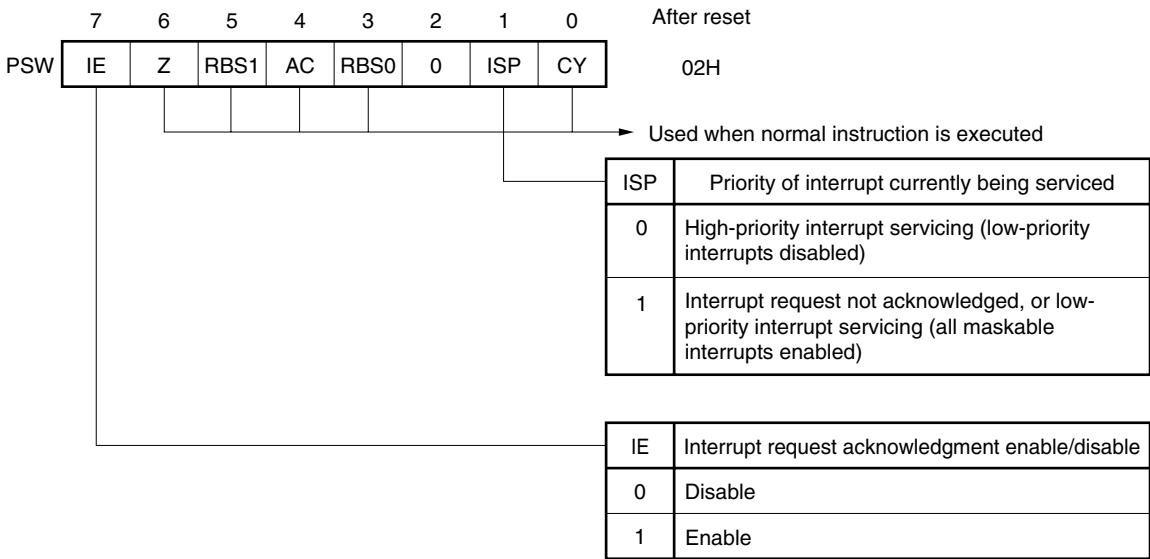 7 6 5 4 3 2 1 0 After reset
PSW IE Z RBS1 AC RBS0 0 ISP CY 02H
Used when normal instruction is executed
ISP Priority of interrupt currently being serviced
0 High-priority interrupt servicing (low-priority
interrupts disabled)
1 Interrupt request not acknowledged, or low-
priority interrupt servicing (all maskable
interrupts enabled)
IE Interrupt request acknowledgment enable/disable
0 Disable
1 Enable